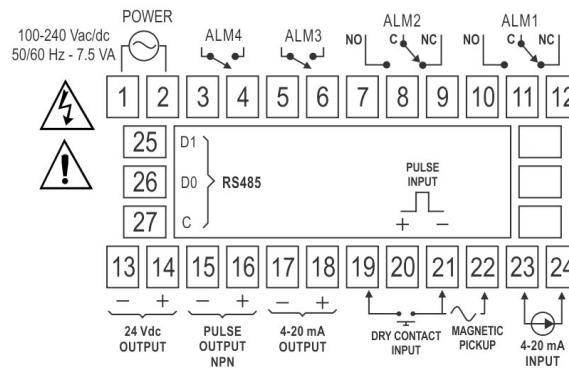 POWER
100-240 Vac/dc
50/60 Hz - 7.5 VA
ALM4
ALM3
ALM2
NO C NC
ALM1
NO C NC
1 2 3 4 5 6 7 8 9 10 11 12
25 D1
26 D0 RS485
27 C
PULSE
INPUT
+ −
13 14 15 16 17 18 19 20 21 22 23 24
− + − + − +
24 Vdc
OUTPUT
PULSE
OUTPUT
NPN
4-20 mA
OUTPUT
DRY CONTACT
INPUT
MAGNETIC
PICKUP
4-20 mA
INPUT